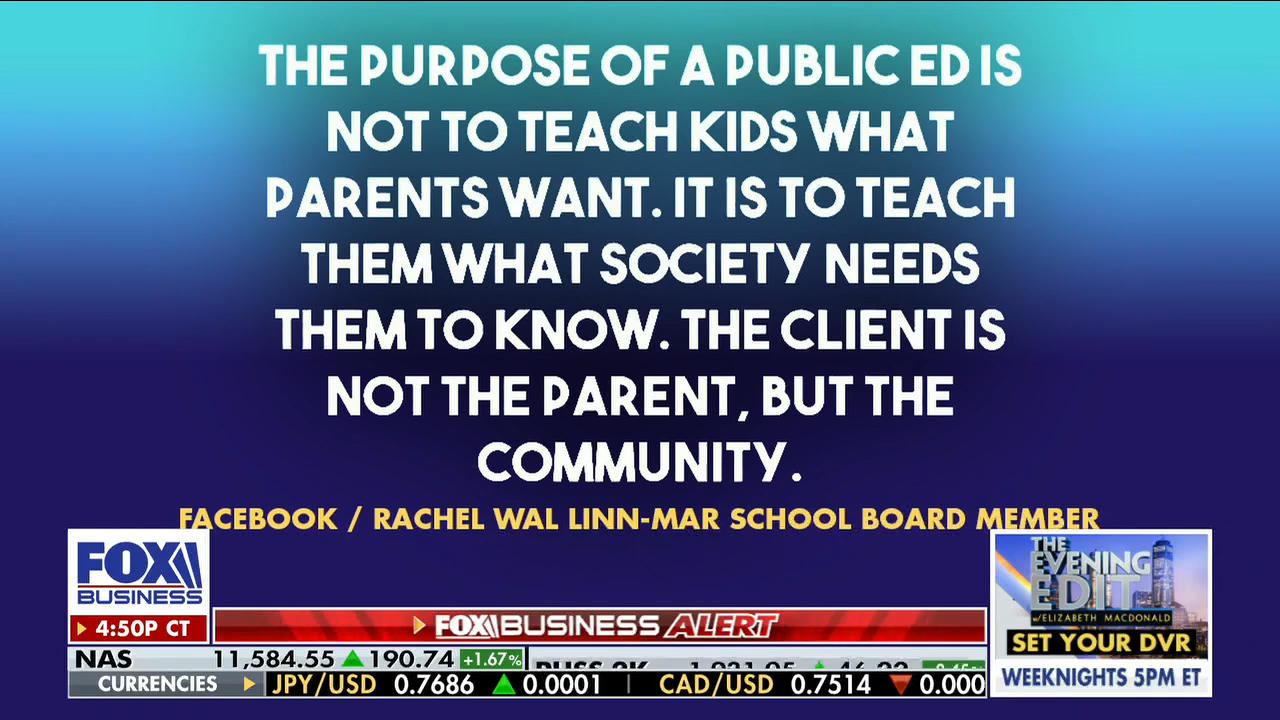 THE PURPOSE OF A PUBLIC ED IS
NOT TO TEACH KIDS WHAT
PARENTS WANT. IT IS TO TEACH
THEM WHAT SOCIETY NEEDS
THEM TO KNOW. THE CLIENT IS
NOT THE PARENT, BUT THE
COMMUNITY.
FACEBOOK / RACHEL WAL LINN-MAR SCHOOL BOARD MEMBER
FOX
BUSINESS
4:50P CT
FOX BUSINESS ALERT
NAS 11,584.55 190.74 +1.67%
CURRENCIES JPY/USD 0.7686 0.0001 | CAD/USD 0.7514 0.000
THE
EVENING
EDIT
W/ELIZABETH MACDONALD
SET YOUR DVR
WEEKNIGHTS 5PM ET